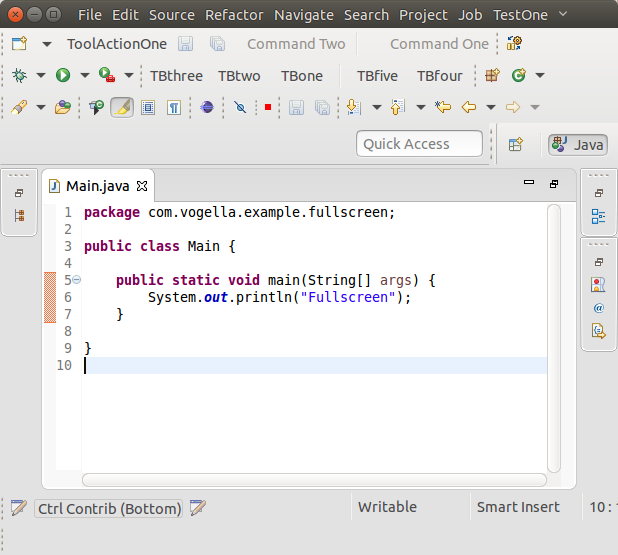 File Edit Source Refactor Navigate Search Project Job TestOne
ToolActionOne Command Two Command One
TBthree TBtwo TBone TBfive TBfour
Quick Access Java
Main.java
1 package com.vogella.example.fullscreen;
2
3 public class Main {
4
5 public static void main(String[] args) {
6 System.out.println("Fullscreen");
7 }
8
9 }
10
Ctrl Contrib (Bottom) Writable Smart Insert 10 :